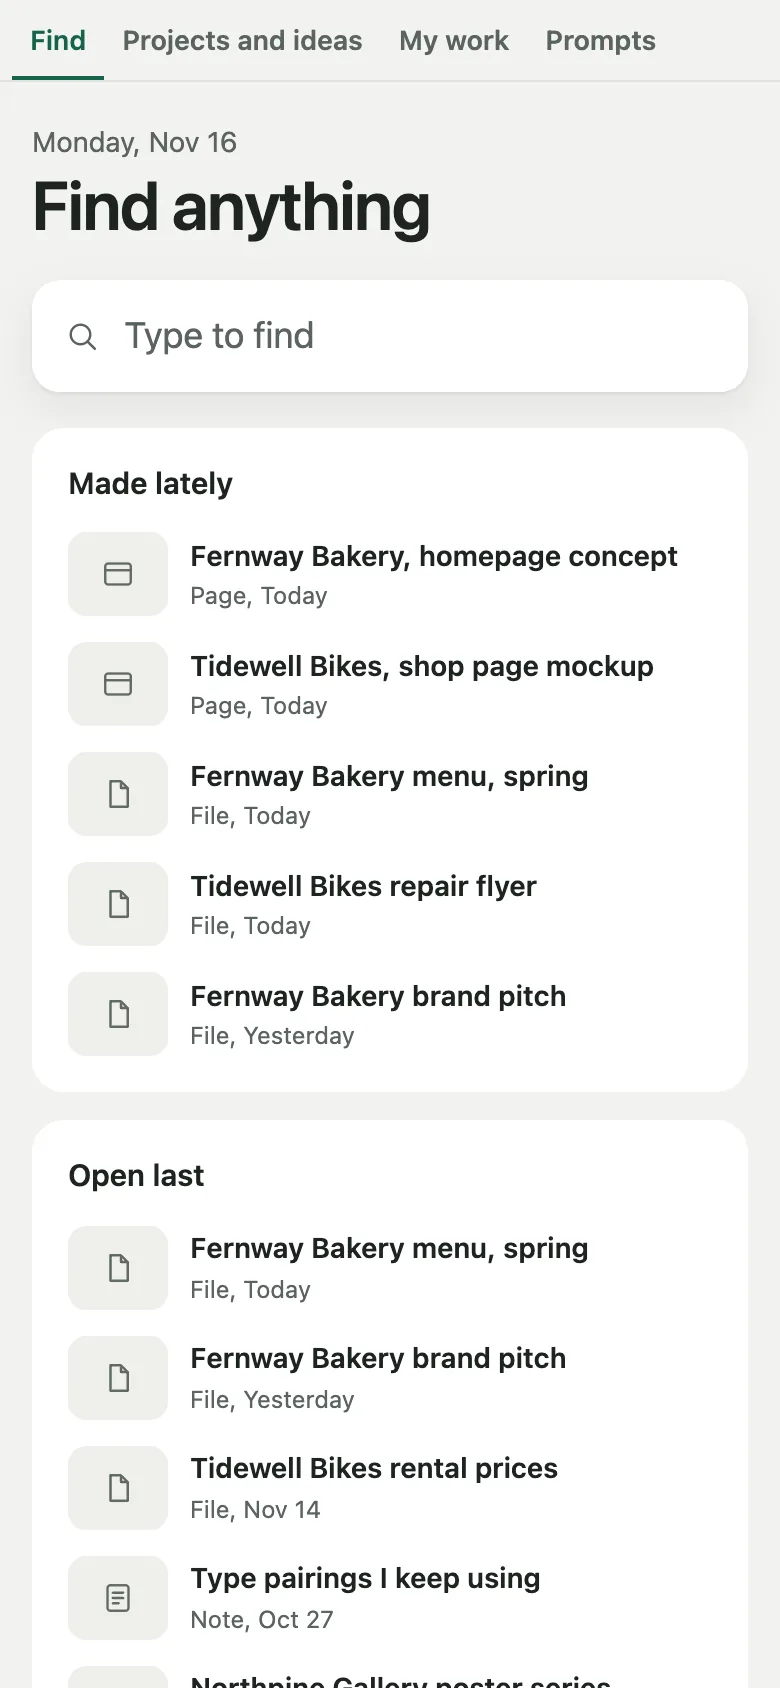 Find Projects and ideas My work Prompts
Monday, Nov 16
Find anything
Type to find
Made lately
Fernway Bakery, homepage concept
Page, Today
Tidewell Bikes, shop page mockup
Page, Today
Fernway Bakery menu, spring
File, Today
Tidewell Bikes repair flyer
File, Today
Fernway Bakery brand pitch
File, Yesterday
Open last
Fernway Bakery menu, spring
File, Today
Fernway Bakery brand pitch
File, Yesterday
Tidewell Bikes rental prices
File, Nov 14
Type pairings I keep using
Note, Oct 27
Northpine Gallery poster series